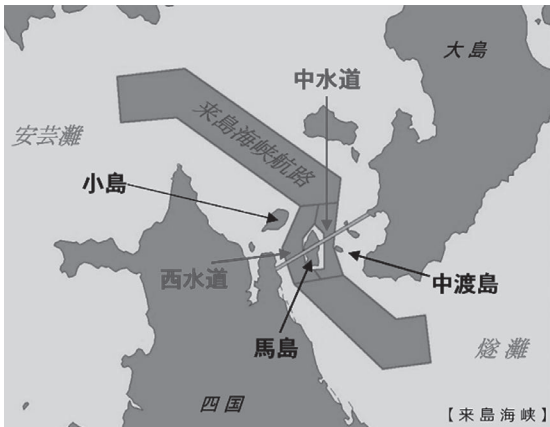 大島
中水道
安芸灘
来島海峡航路
小島
西水道
中渡島
馬島
燧灘
四国
【来島海峡】